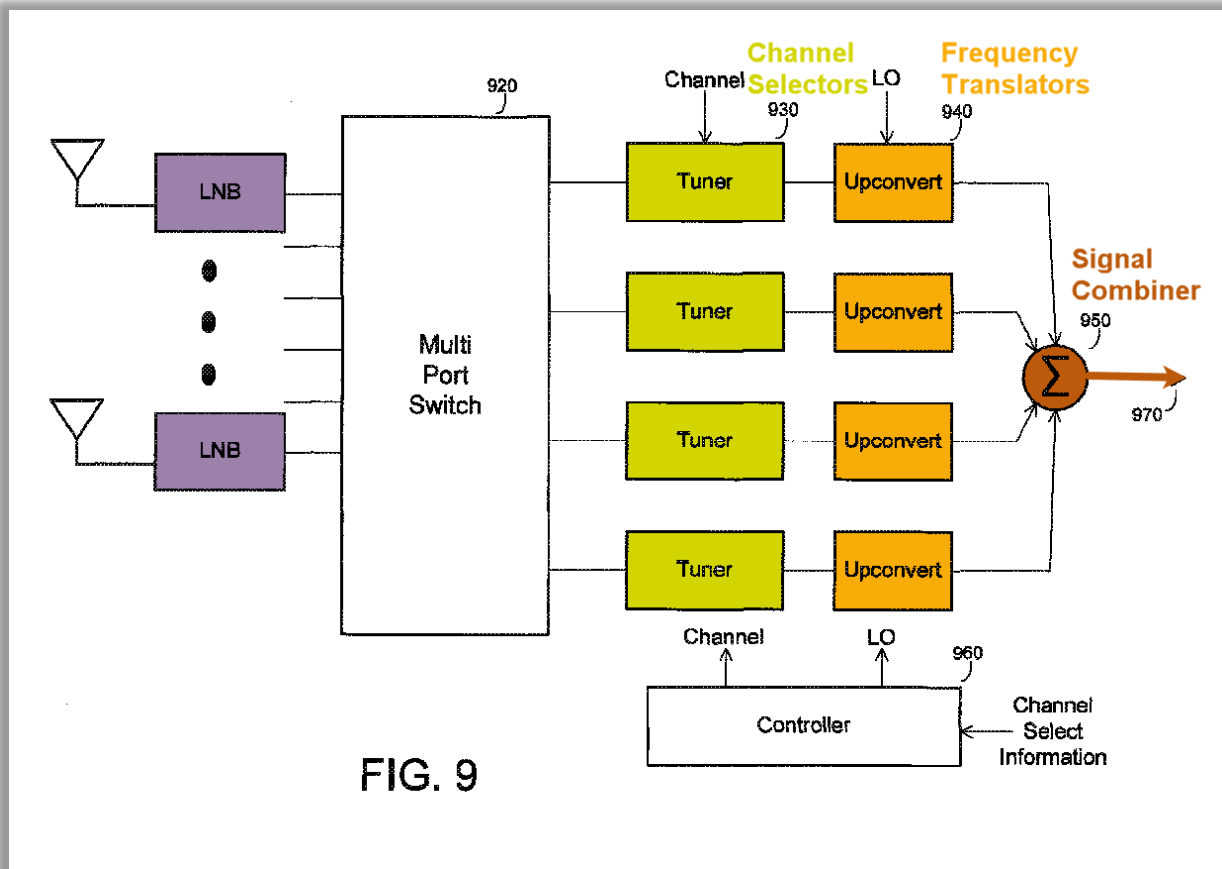 Channel
Selectors
Frequency
Translators
920
Channel
930
LO
940
LNB
Tuner
Upconvert
Signal
Combiner
Tuner
Upconvert
950
Multi
Port
Switch
Σ
970
LNB
Tuner
Upconvert
Tuner
Upconvert
Channel
LO
960
Controller
Channel
Select
Information
FIG. 9